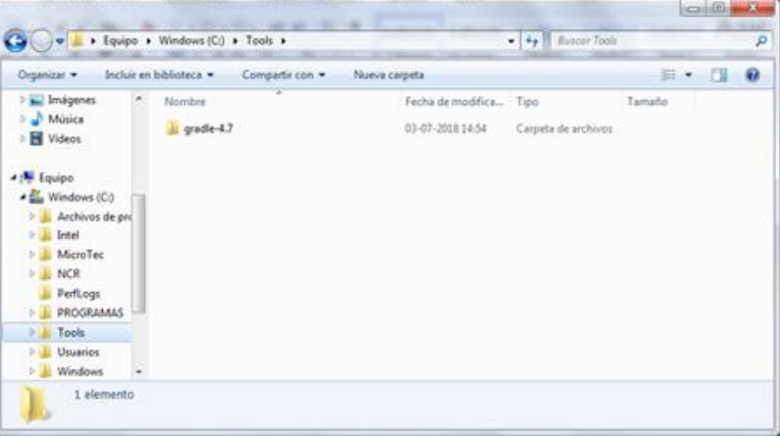 Equipo Windows (C:) Tools Buscar Tools
Organizar Incluir en biblioteca Compartir con Nueva carpeta
Nombre Fecha de modifica... Tipo Tamaño
gradle-4.7 03-07-2018 14:54 Carpeta de archivos
Imágenes
Música
Videos
Equipo
Windows (C:)
Archivos de pro
Intel
MicroTec
NCR
PerfLogs
PROGRAMAS
Tools
Usuarios
Windows
1 elemento